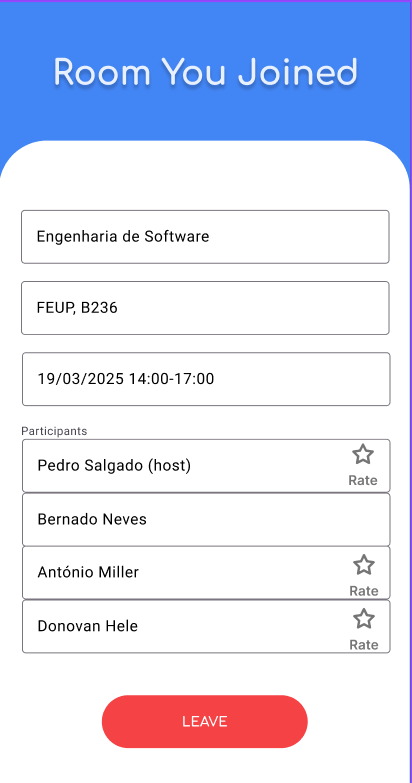 Room You Joined
Engenharia de Software
FEUP, B236
19/03/2025 14:00-17:00
Participants
Pedro Salgado (host)
Rate
Bernado Neves
António Miller
Rate
Donovan Hele
Rate
LEAVE